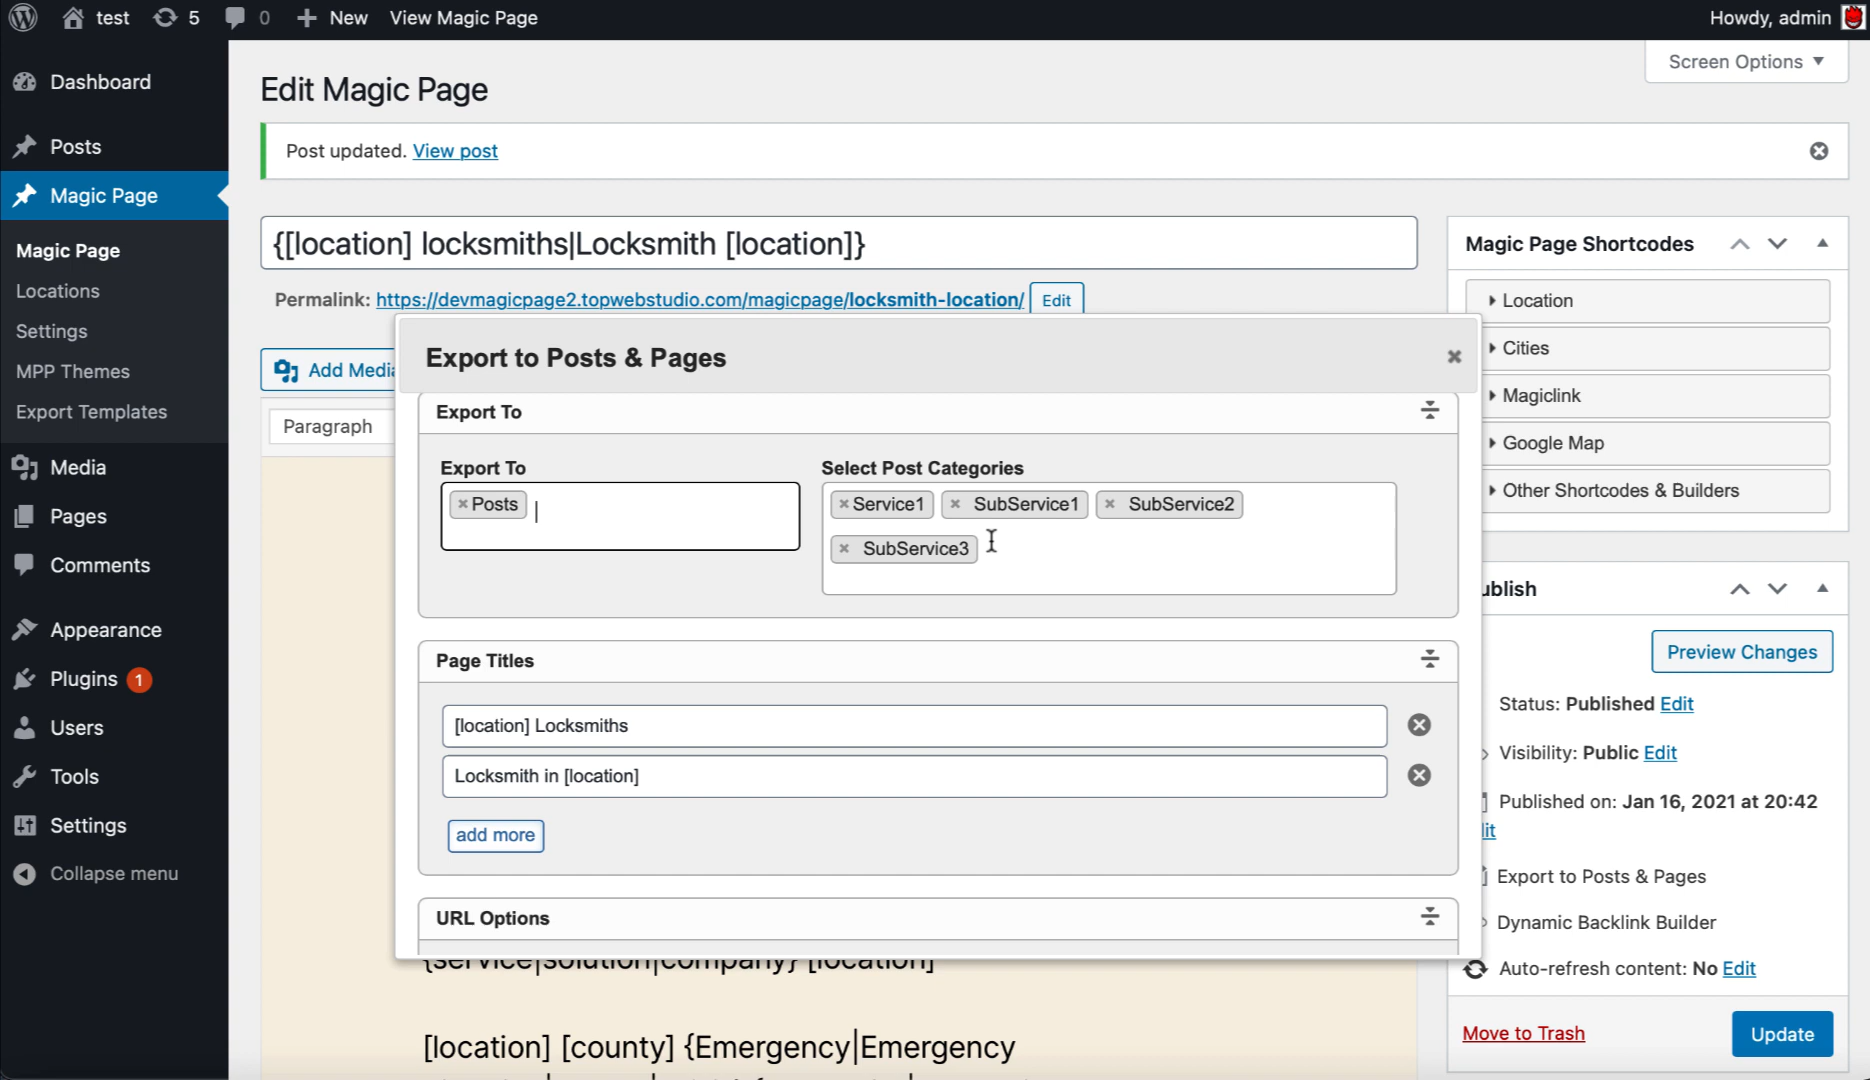 test 5 0 New View Magic Page Howdy, admin
Screen Options
Dashboard
Posts
Magic Page
Magic Page
Locations
Settings
MPP Themes
Export Templates
Media
Pages
Comments
Appearance
Plugins 1
Users
Tools
Settings
Collapse menu
Edit Magic Page
Post updated. View post
{[location] locksmiths|Locksmith [location]}
Permalink: https://devmagicpage2.topwebstudio.com/magicpage/locksmith-location/ Edit
Add Media
Paragraph
Export to Posts & Pages
Export To
Export To Select Post Categories
Posts Service1 SubService1 SubService2
SubService3
Page Titles
[location] Locksmiths
Locksmith in [location]
add more
URL Options
{service|solution|company} [location]
[location] [county] {Emergency|Emergency
Magic Page Shortcodes
Location
Cities
Magiclink
Google Map
Other Shortcodes & Builders
ublish
Preview Changes
Status: Published Edit
Visibility: Public Edit
Published on: Jan 16, 2021 at 20:42
it
Export to Posts & Pages
Dynamic Backlink Builder
Auto-refresh content: No Edit
Move to Trash Update